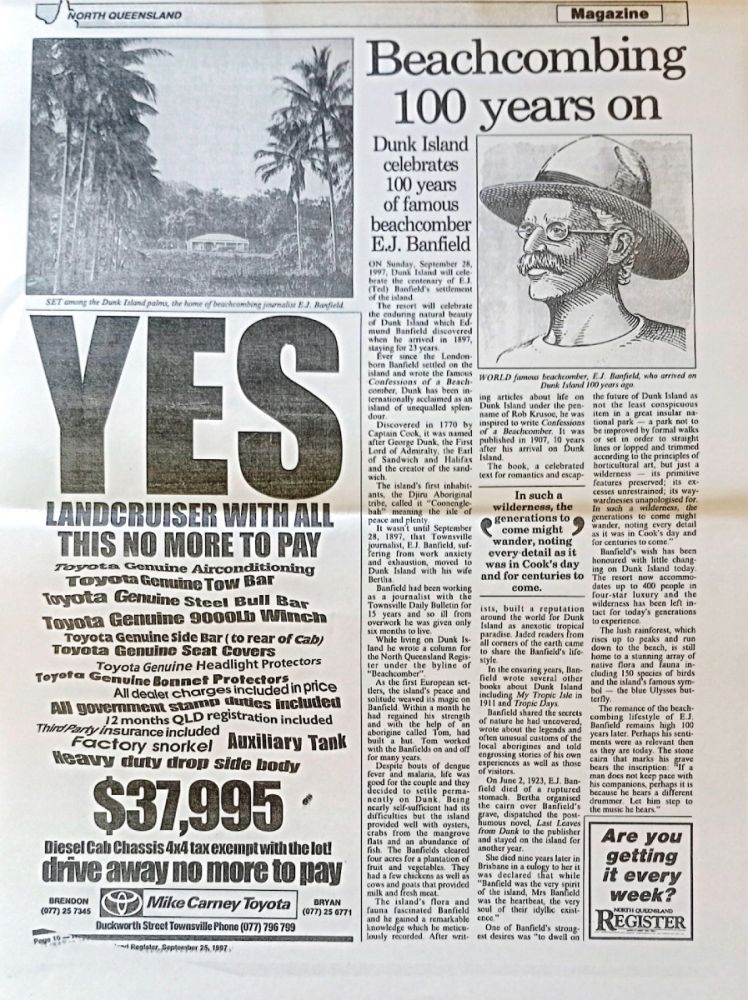 NORTH QUEENSLAND
Magazine
SET among the Dunk Island palms, the home of beachcombing journalist E.J. Banfield.
Beachcombing
100 years on
Dunk Island
celebrates
100 years
of famous
beachcomber
E.J. Banfield
WORLD famous beachcomber, E.J. Banfield, who arrived on
Dunk Island 100 years ago.
ON Sunday, September 28,
1997, Dunk Island will cele-
brate the centenary of E.J.
(Ted) Banfield's settlement
of the island.
The resort will celebrate
the enduring natural beauty
of Dunk Island which Ed-
mund Banfield discovered
when he arrived in 1897,
staying for 23 years.
Ever since the London-
born Banfield settled on the
island and wrote the famous
Confessions of a Beach-
comber, Dunk has been in-
ternationally acclaimed as an
island of unequalled splen-
dour.
Discovered in 1770 by
Captain Cook, it was named
after George Dunk, the First
Lord of Admiralty, the Earl
of Sandwich and Halifax
and the creator of the sand-
wich.
The island's first inhabit-
ants, the Djiru Aboriginal
tribe, called it "Coonengle-
bah" meaning the isle of
peace and plenty.
It wasn't until September
28, 1897, that Townsville
journalist, E.J. Banfield, suf-
fering from work anxiety
and exhaustion, moved to
Dunk Island with his wife
Bertha.
Banfield had been working
as a journalist with the
Townsville Daily Bulletin for
15 years and so ill from
overwork he was given only
six months to live.
While living on Dunk Is-
land he wrote a column for
the North Queensland Regis-
ter under the byline of
"Beachcomber".
As the first European set-
tlers, the island's peace and
solitude weaved its magic on
Banfield. Within a month he
had regained his strength
and with the help of an
aborigine called Tom, had
built a hut. Tom worked
with the Banfields on and off
for many years.
Despite bouts of dengue
fever and malaria, life was
good for the couple and they
decided to settle perma-
nently on Dunk. Being
nearly self-sufficient had its
difficulties but the island
provided well with oysters,
crabs from the mangrove
flats and an abundance of
fish. The Banfields cleared
four acres for a plantation of
fruit and vegetables. They
had a few chickens as well as
cows and goats that provided
milk and fresh meat.
The island's flora and
fauna fascinated Banfield
and he gained a remarkable
knowledge which he meticu-
lously recorded. After writ-
ing articles about life on
Dunk Island under the pen-
name of Rob Krusoe, he was
inspired to write Confessions
of a Beachcomber. It was
published in 1907, 10 years
after his arrival on Dunk
Island.
The book, a celebrated
text for romantics and escap-
In such a
wilderness, the
generations to
come might
wander, noting
every detail as it
was in Cook's day
and for centuries to
come.
ists, built a reputation
around the world for Dunk
Island as anexotic tropical
paradise. Jaded readers from
all corners of the earth came
to share the Banfield's life-
style.
In the ensuring years, Ban-
field wrote several other
books about Dunk Island
including My Tropic Isle in
1911 and Tropic Days.
Banfield shared the secrets
of nature he had uncovered,
wrote about the legends and
often unusual customs of the
local aborigines and told
engrossing stories of his own
experiences as well as those
of visitors.
On June 2, 1923, E.J. Ban-
field died of a ruptured
stomach. Bertha organised
the cairn over Banfield's
grave, dispatched the post-
humous novel, Last Leaves
from Dunk to the publisher
and stayed on the island for
another year.
She died nine years later in
Brisbane in a eulogy to her it
was declared that while
"Banfield was the very spirit
of the island, Mrs Banfield
was the heartbeat, the very
soul of their idyllic exist-
ence."
One of Banfield's strong-
est desires was "to dwell on
the future of Dunk Island as
not the least conspicuous
item in a great insular na-
tional park — a park not to
be improved by formal walks
or set in order to straight
lines or lopped and trimmed
according to the principles of
horticultural art, but just a
wilderness — its primitive
features preserved; its ex-
cesses unrestrained; its way-
wardnesses unapologised for.
In such a wilderness, the
generations to come might
wander, noting every detail
as it was in Cook's day and
for centuries to come."
Banfield's wish has been
honoured with little chang-
ing on Dunk Island today.
The resort now accommo-
dates up to 400 people in
four-star luxury and the
wilderness has been left in-
tact for today's generations
to experience.
The lush rainforest, which
rises up to peaks and run
down to the beach, is still
home to a stunning array of
native flora and fauna in-
cluding 150 species of birds
and the island's famous sym-
bol — the blue Ulysses but-
terfly.
The romance of the beach-
combing lifestyle of E.J.
Banfield remains high 100
years later. Perhaps his senti-
ments were as relevant then
as they are today. The stone
cairn that marks his grave
bears the inscription: "If a
man does not keep pace with
his companions, perhaps it is
because he hears a different
drummer. Let him step to
the music he hears."
YES
LANDCRUISER WITH ALL
THIS NO MORE TO PAY
Toyota Genuine Airconditioning
Toyota Genuine Tow Bar
Toyota Genuine Steel Bull Bar
Toyota Genuine 9000Lb Winch
Toyota Genuine Side Bar (to rear of Cab)
Toyota Genuine Seat Covers
Toyota Genuine Headlight Protectors
Toyota Genuine Bonnet Protectors
All dealer charges included in price
All government stamp duties included
12 months QLD registration included
Third Party insurance included
Factory snorkel Auxiliary Tank
Heavy duty drop side body
$37,995
Diesel Cab Chassis 4x4 tax exempt with the lot!
drive away no more to pay
BRENDON
(077) 25 7345
TOYOTA
Mike Carney Toyota
BRYAN
(077) 25 6771
Duckworth Street Townsville Phone (077) 796 799
Are you
getting
it every
week?
NORTH QUEENSLAND
REGISTER
Page 10
Register, September 25, 1997